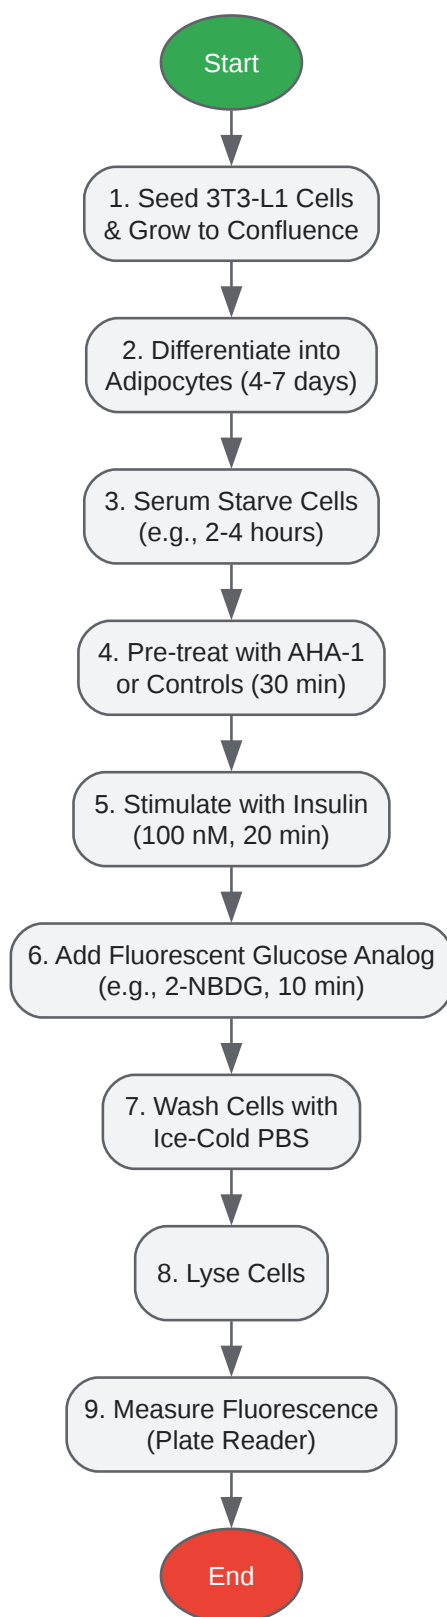 Start
1. Seed 3T3-L1 Cells
& Grow to Confluence
2. Differentiate into
Adipocytes (4-7 days)
3. Serum Starve Cells
(e.g., 2-4 hours)
4. Pre-treat with AHA-1
or Controls (30 min)
5. Stimulate with Insulin
(100 nM, 20 min)
6. Add Fluorescent Glucose Analog
(e.g., 2-NBDG, 10 min)
7. Wash Cells with
Ice-Cold PBS
8. Lyse Cells
9. Measure Fluorescence
(Plate Reader)
End